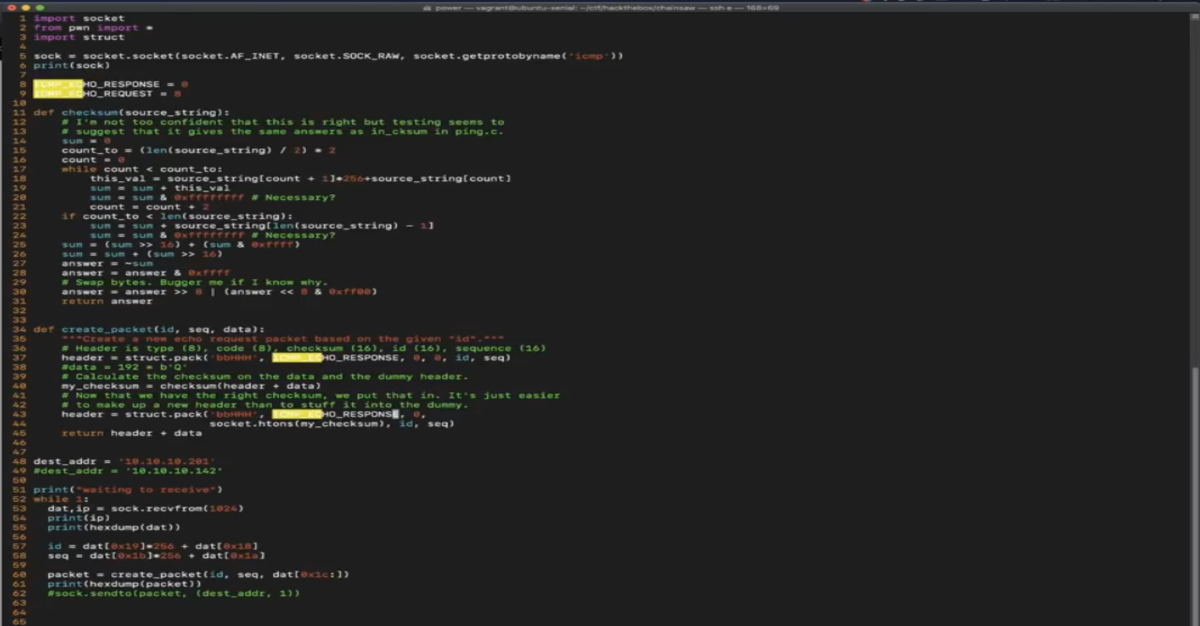 power — vagrant@ubuntu-xenial: ~/ctf/hackthebox/chainsaw — ssh e — 168×69
1 import socket
2 from pwn import *
3 import struct
4
5 sock = socket.socket(socket.AF_INET, socket.SOCK_RAW, socket.getprotobyname('icmp'))
6 print(sock)
7
8 ICMP_ECHO_RESPONSE = 0
9 ICMP_ECHO_REQUEST = 8
10
11 def checksum(source_string):
12     # I'm not too confident that this is right but testing seems to
13     # suggest that it gives the same answers as in_cksum in ping.c.
14     sum = 0
15     count_to = (len(source_string) / 2) * 2
16     count = 0
17     while count < count_to:
18         this_val = source_string[count + 1]*256+source_string[count]
19         sum = sum + this_val
20         sum = sum & 0xffffffff # Necessary?
21         count = count + 2
22     if count_to < len(source_string):
23         sum = sum + source_string[len(source_string) - 1]
24         sum = sum & 0xffffffff # Necessary?
25     sum = (sum >> 16) + (sum & 0xffff)
26     sum = sum + (sum >> 16)
27     answer = ~sum
28     answer = answer & 0xffff
29     # Swap bytes. Bugger me if I know why.
30     answer = answer >> 8 | (answer << 8 & 0xff00)
31     return answer
32
33
34 def create_packet(id, seq, data):
35     """Create a new echo request packet based on the given "id"."""
36     # Header is type (8), code (8), checksum (16), id (16), sequence (16)
37     header = struct.pack('bbHHH', ICMP_ECHO_RESPONSE, 0, 0, id, seq)
38     #data = 192 * b'Q'
39     # Calculate the checksum on the data and the dummy header.
40     my_checksum = checksum(header + data)
41     # Now that we have the right checksum, we put that in. It's just easier
42     # to make up a new header than to stuff it into the dummy.
43     header = struct.pack('bbHHH', ICMP_ECHO_RESPONSE, 0,
44                          socket.htons(my_checksum), id, seq)
45     return header + data
46
47
48 dest_addr = '10.10.10.201'
49 #dest_addr = '10.10.10.142'
50
51 print("waiting to receive")
52 while 1:
53   dat,ip = sock.recvfrom(1024)
54   print(ip)
55   print(hexdump(dat))
56
57   id = dat[0x19]*256 + dat[0x18]
58   seq = dat[0x1b]*256 + dat[0x1a]
59
60   packet = create_packet(id, seq, dat[0x1c:])
61   print(hexdump(packet))
62   #sock.sendto(packet, (dest_addr, 1))
63
64
65